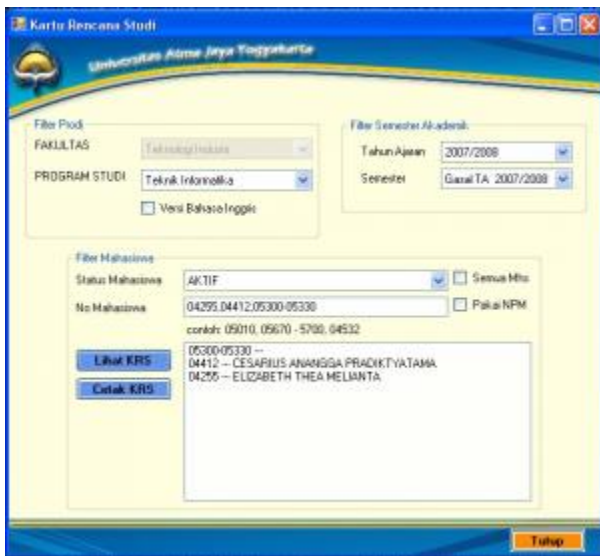 Kartu Rencana Studi
Universitas Atma Jaya Yogyakarta
Filter Prodi
FAKULTAS
Teknologi Industri
PROGRAM STUDI
Teknik Informatika
Versi Bahasa Inggris
Filter Semester Akademik
Tahun Ajaran
2007/2008
Semester
Gasal TA 2007/2008
Filter Mahasiswa
Status Mahasiswa
AKTIF
Semua Mhs
No Mahasiswa
04255,04412,05300-05330
Pakai NPM
contoh: 05010, 05670 - 5700, 04532
Lihat KRS
Cetak KRS
05300-05330 --
04412 -- CESARIUS ANANGGA PRADIKTYATAMA
04255 -- ELIZABETH THEA MELIANTA
Tutup